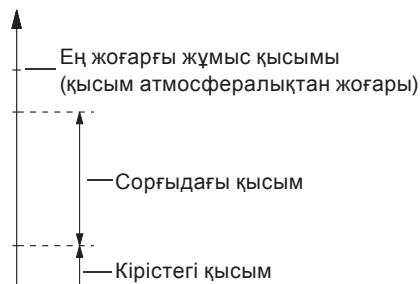 Ең жоғарғы жұмыс қысымы
(қысым атмосфералықтан жоғары)
Сорғыдағы қысым
Кірістегі қысым